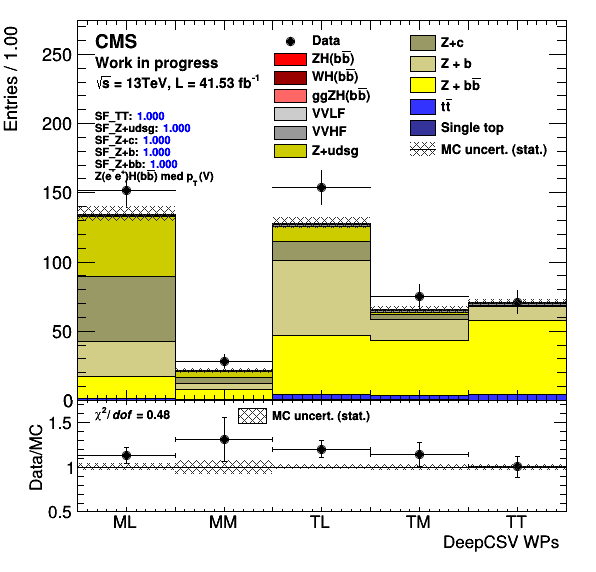 Entries / 1.00
250
200
150
100
50
0
CMS
Work in progress
√s = 13TeV, L = 41.53 fb⁻¹
SF_TT: 1.000
SF_Z+udsg: 1.000
SF_Z+c: 1.000
SF_Z+b: 1.000
SF_Z+bb: 1.000
Z(e⁻e⁺)H(bb̅) med p_T(V)
Data
ZH(bb̅)
WH(bb̅)
ggZH(bb̅)
VVLF
VVHF
Z+udsg
Z+c
Z + b
Z + bb̅
tt̅
Single top
MC uncert. (stat.)
Data/MC
1.5
1
0.5
χ²/dof = 0.48
MC uncert. (stat.)
ML MM TL TM TT
DeepCSV WPs